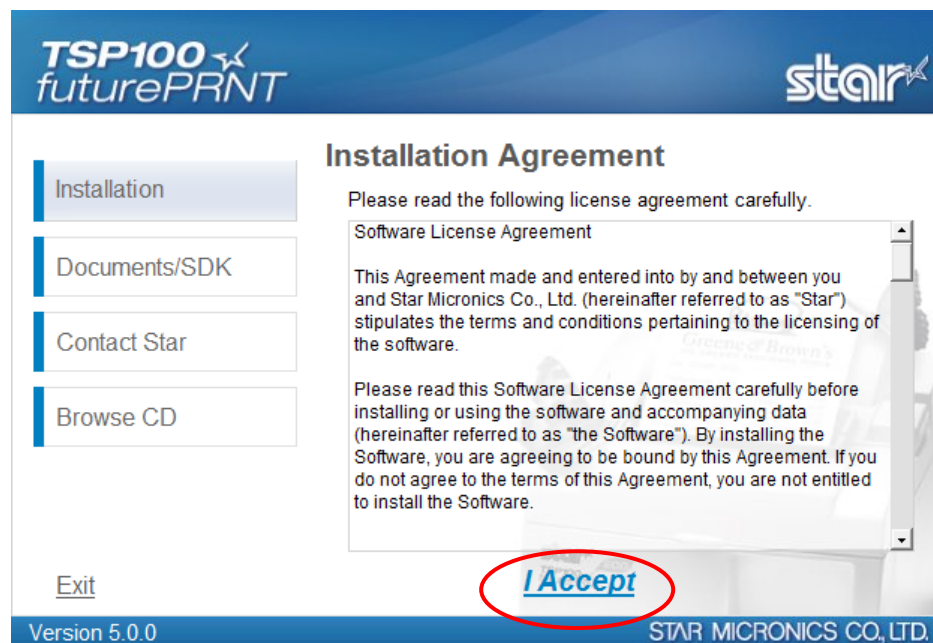 TSP100
futurePRNT
star
Installation Agreement
Installation
Documents/SDK
Contact Star
Browse CD
Please read the following license agreement carefully.
Software License Agreement
This Agreement made and entered into by and between you
and Star Micronics Co., Ltd. (hereinafter referred to as "Star")
stipulates the terms and conditions pertaining to the licensing of
the software.
Please read this Software License Agreement carefully before
installing or using the software and accompanying data
(hereinafter referred to as "the Software"). By installing the
Software, you are agreeing to be bound by this Agreement. If you
do not agree to the terms of this Agreement, you are not entitled
to install the Software.
Greene & Brown's
Exit
I Accept
Version 5.0.0
STAR MICRONICS CO., LTD.